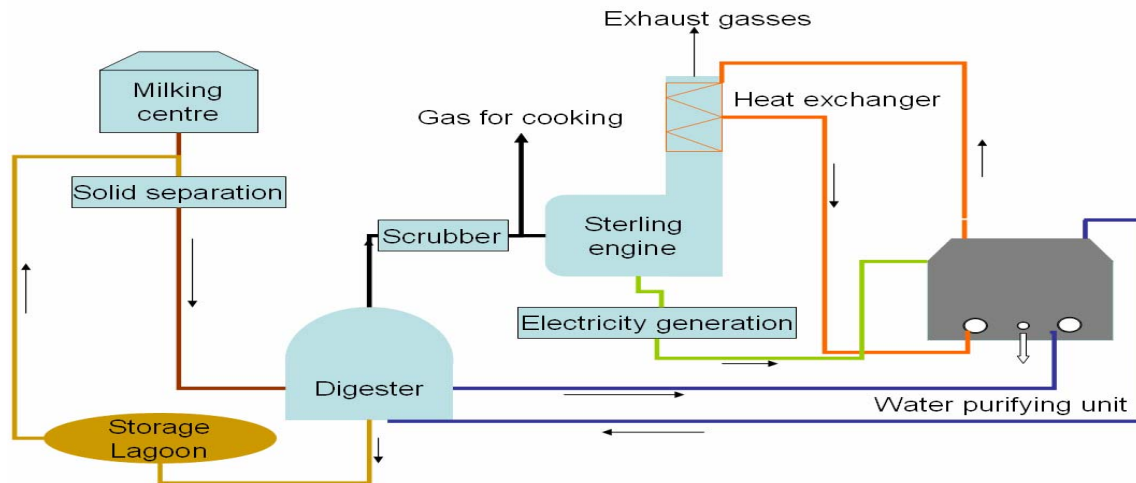 Exhaust gasses
Milking
centre
Heat exchanger
Gas for cooking
Solid separation
Scrubber
Sterling
engine
Electricity generation
Digester
Water purifying unit
Storage
Lagoon